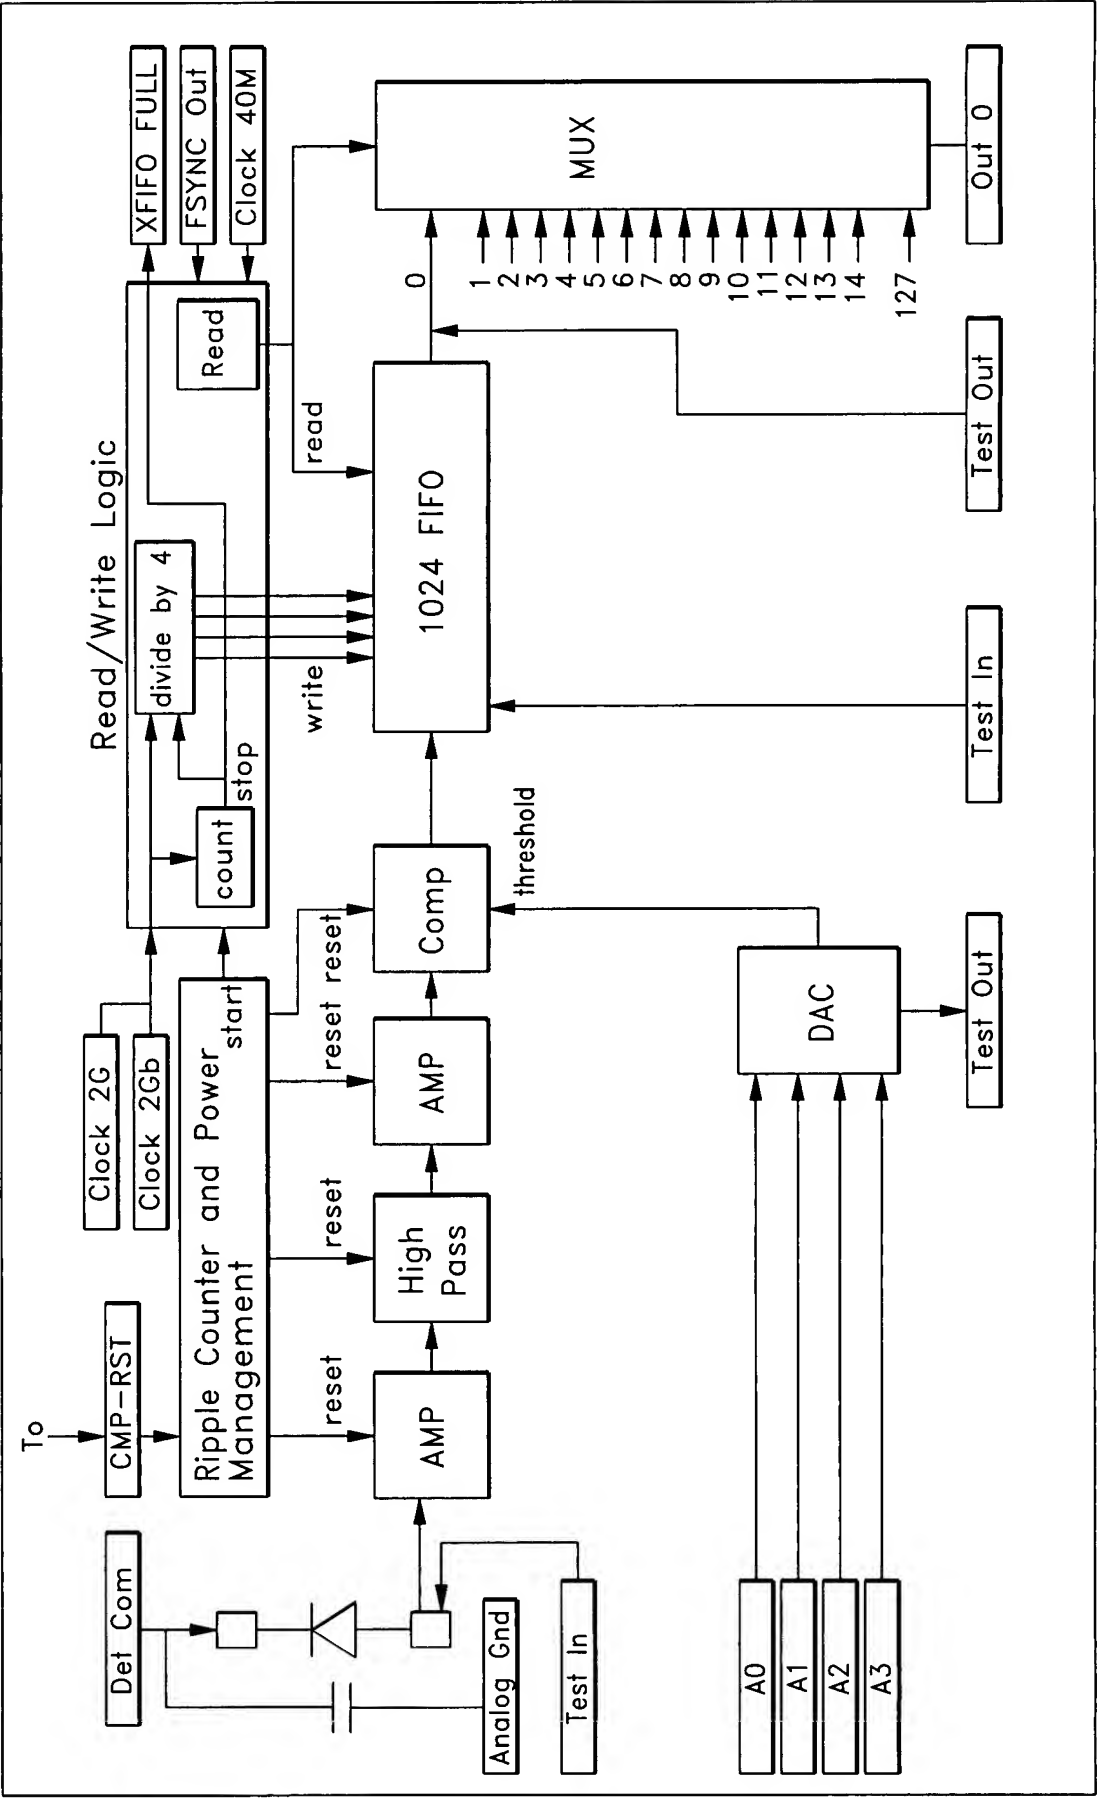 To
Det Com
CMP-RST
Clock 2G
Clock 2Gb
Read/Write Logic
XFIFO FULL
FSYNC Out
Clock 40M
Ripple Counter and Power
Management
start
count
stop
divide by 4
Read
reset
reset
reset
reset
write
read
AMP
High
Pass
AMP
Comp
1024 FIFO
MUX
0
1
2
3
4
5
6
7
8
9
10
11
12
13
14
127
threshold
Analog Gnd
Test In
A0
A1
A2
A3
DAC
Test Out
Test In
Test Out
Out 0